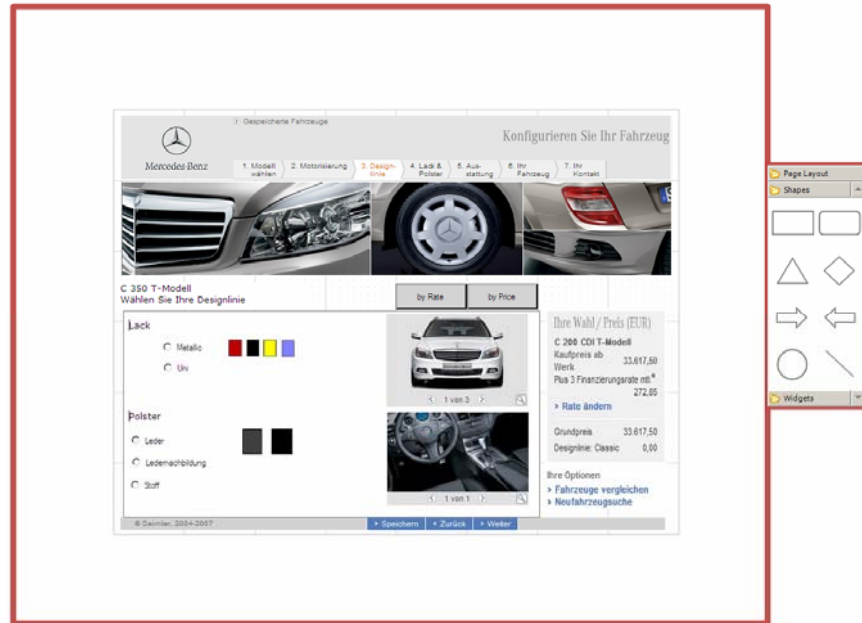 Gespeicherte Fahrzeuge
Konfigurieren Sie Ihr Fahrzeug
Mercedes-Benz
1. Modell wählen
2. Motorisierung
3. Design-linie
4. Lack & Polster
5. Aus-stattung
6. Ihr Fahrzeug
7. Ihr Kontakt
C 350 T-Modell
Wählen Sie Ihre Designlinie
by Rate
by Price
Lack
Metallic
Uni
1 von 3
Polster
Leder
Ledernachbildung
Stoff
1 von 1
Ihre Wahl / Preis (EUR)
C 200 CDI T-Modell
Kaufpreis ab
Werk 33.617,50
Plus 3 Finanzierungsrate mtl.*
272,85
Rate ändern
Grundpreis 33.617,50
Designlinie: Classic 0,00
Ihre Optionen
Fahrzeuge vergleichen
Neufahrzeugsuche
© Daimler, 2004-2007
Speichern
Zurück
Weiter
Page Layout
Shapes
Widgets